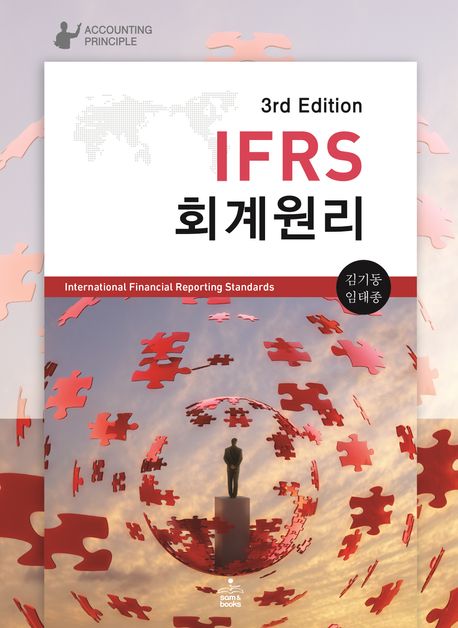 ACCOUNTING
PRINCIPLE
3rd Edition
IFRS
회계원리
International Financial Reporting Standards
김기동
임태종
sam &
books